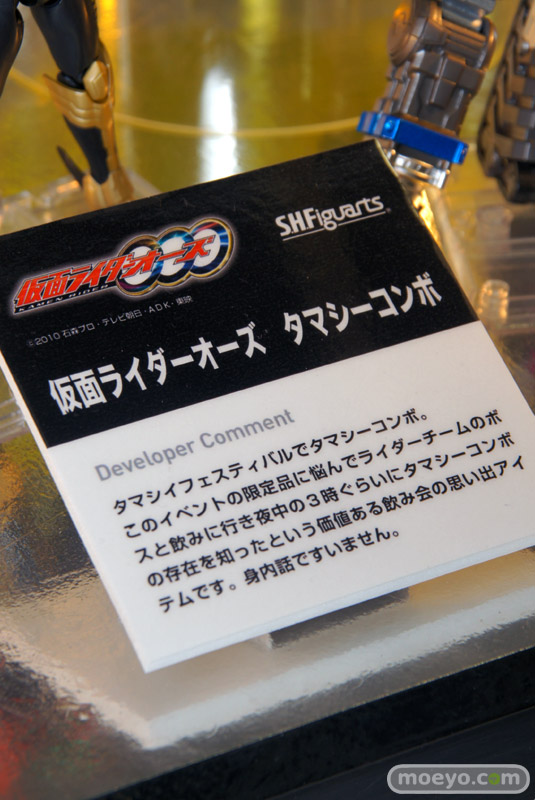 S.H.Figuarts
仮面ライダーオーズ
KAMEN RIDER
©2010 石森プロ・テレビ朝日・ADK・東映
仮面ライダーオーズ タマシーコンボ
Developer Comment
タマシイフェスティバルでタマシーコンボ。
このイベントの限定品に悩んでライダーチームのボ
スと飲みに行き夜中の3時ぐらいにタマシーコンボ
の存在を知ったという価値ある飲み会の思い出アイ
テムです。身内話ですいません。
moeyo.com